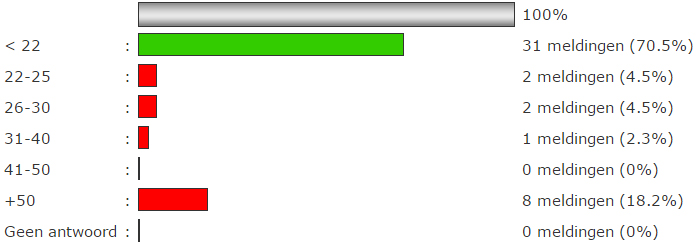 100%
< 22 : 31 meldingen (70.5%)
22-25 : 2 meldingen (4.5%)
26-30 : 2 meldingen (4.5%)
31-40 : 1 meldingen (2.3%)
41-50 : 0 meldingen (0%)
+50 : 8 meldingen (18.2%)
Geen antwoord : 0 meldingen (0%)